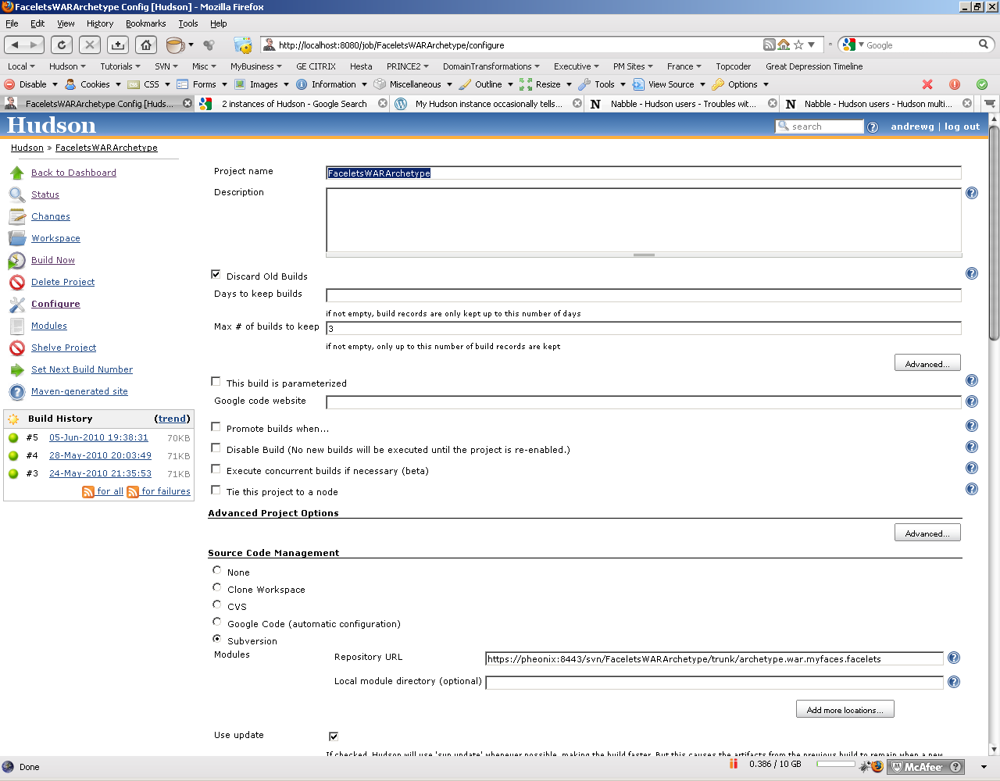 FaceletsWARArchetype Config [Hudson] - Mozilla Firefox
File Edit View History Bookmarks Tools Help
http://localhost:8080/job/FaceletsWARArchetype/configure Google
Local Hudson Tutorials SVN Misc MyBusiness GE CITRIX Hesta PRINCE2 DomainTransformations Executive PM Sites France Topcoder Great Depression Timeline
Disable Cookies CSS Forms Images Information Miscellaneous Outline Resize Tools View Source Options
FaceletsWARArchetype Config [Huds... 2 instances of Hudson - Google Search My Hudson instance occasionally tells... Nabble - Hudson users - Troubles wit... Nabble - Hudson users - Hudson multi...
Hudson search andrewg | log out
Hudson » FaceletsWARArchetype
Back to Dashboard
Status
Changes
Workspace
Build Now
Delete Project
Configure
Modules
Shelve Project
Set Next Build Number
Maven-generated site
Build History (trend)
#5 05-Jun-2010 19:38:31 70KB
#4 28-May-2010 20:03:49 71KB
#3 24-May-2010 21:35:53 71KB
for all for failures
Project name FaceletsWARArchetype
Description
Discard Old Builds
Days to keep builds
if not empty, build records are only kept up to this number of days
Max # of builds to keep 3
if not empty, only up to this number of build records are kept
Advanced...
This build is parameterized
Google code website
Promote builds when...
Disable Build (No new builds will be executed until the project is re-enabled.)
Execute concurrent builds if necessary (beta)
Tie this project to a node
Advanced Project Options
Advanced...
Source Code Management
None
Clone Workspace
CVS
Google Code (automatic configuration)
Subversion
Modules Repository URL https://pheonix:8443/svn/FaceletsWARArchetype/trunk/archetype.war.myfaces.facelets
Local module directory (optional)
Add more locations...
Use update
If checked, Hudson will use 'svn update' whenever possible, making the build faster. But this causes the artifacts from the previous build to remain when a new
Done 0.386 / 10 GB McAfee